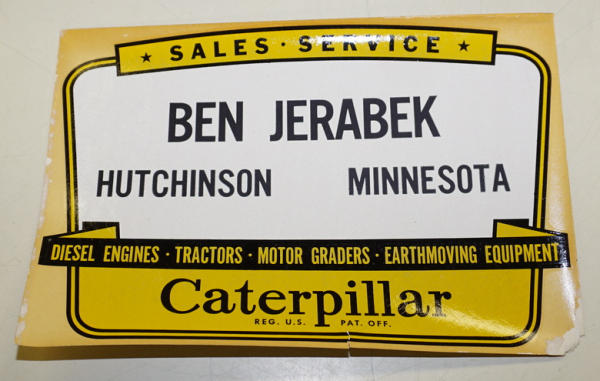 ★ SALES · SERVICE ★
BEN JERABEK
HUTCHINSON MINNESOTA
DIESEL ENGINES · TRACTORS · MOTOR GRADERS · EARTHMOVING EQUIPMENT
Caterpillar
REG. U.S. PAT. OFF.